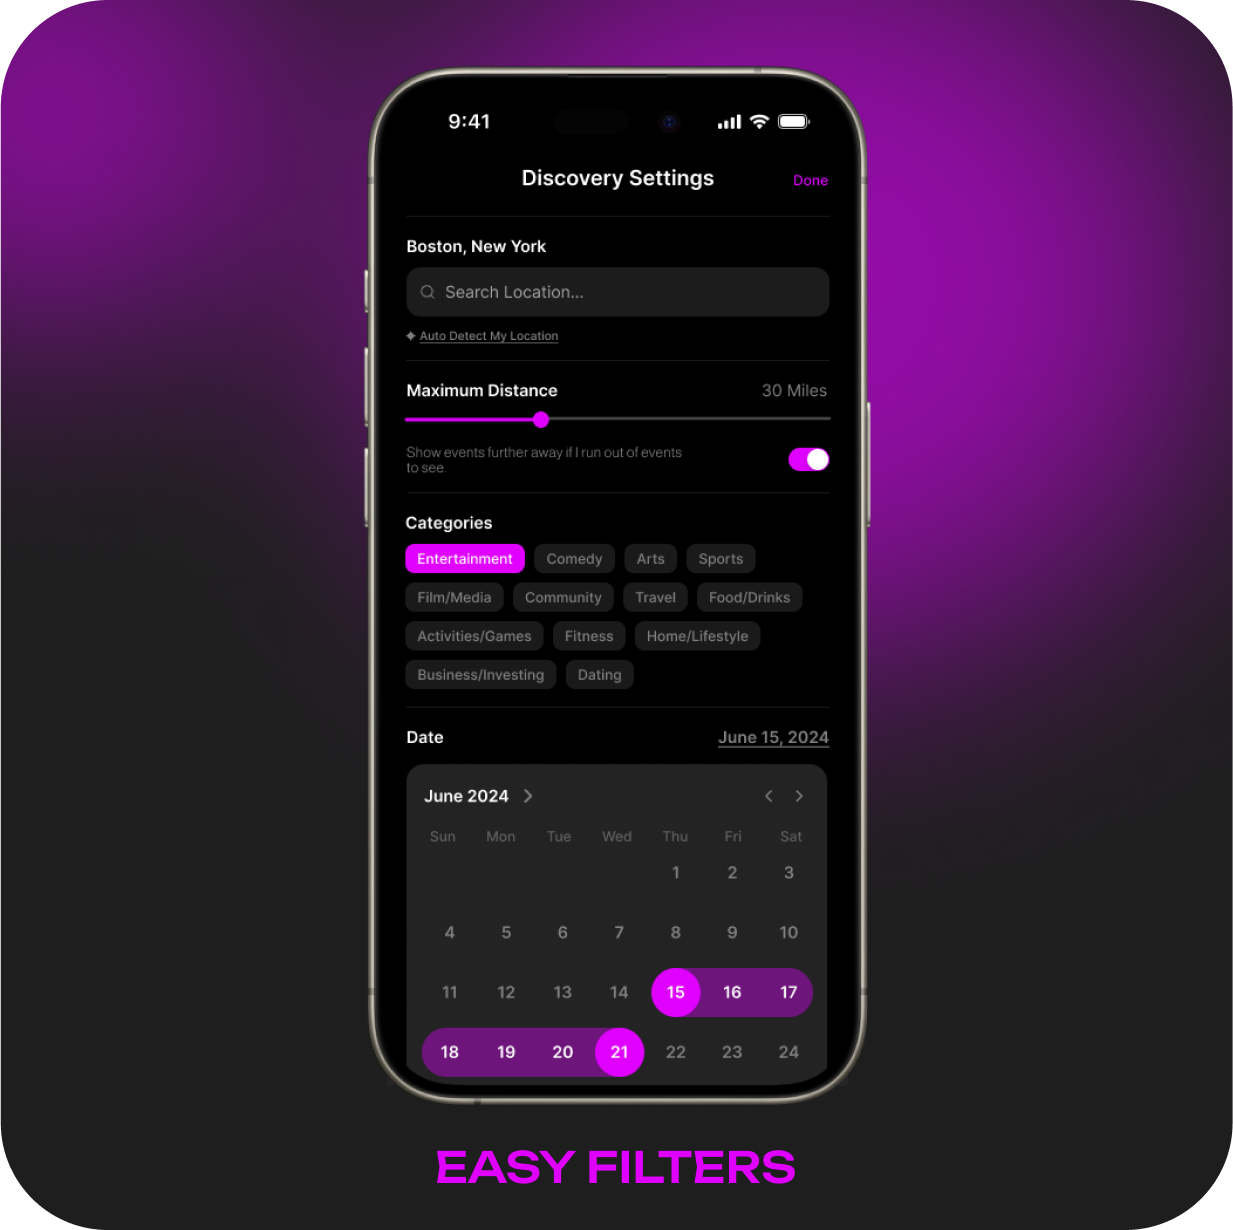 9:41
Discovery Settings
Done
Boston, New York
Search Location...
Auto Detect My Location
Maximum Distance
30 Miles
Show events further away if I run out of events
to see.
Categories
Entertainment Comedy Arts Sports
Film/Media Community Travel Food/Drinks
Activities/Games Fitness Home/Lifestyle
Business/Investing Dating
Date
June 15, 2024
June 2024
Sun Mon Tue Wed Thu Fri Sat
1 2 3
4 5 6 7 8 9 10
11 12 13 14 15 16 17
18 19 20 21 22 23 24
EASY FILTERS